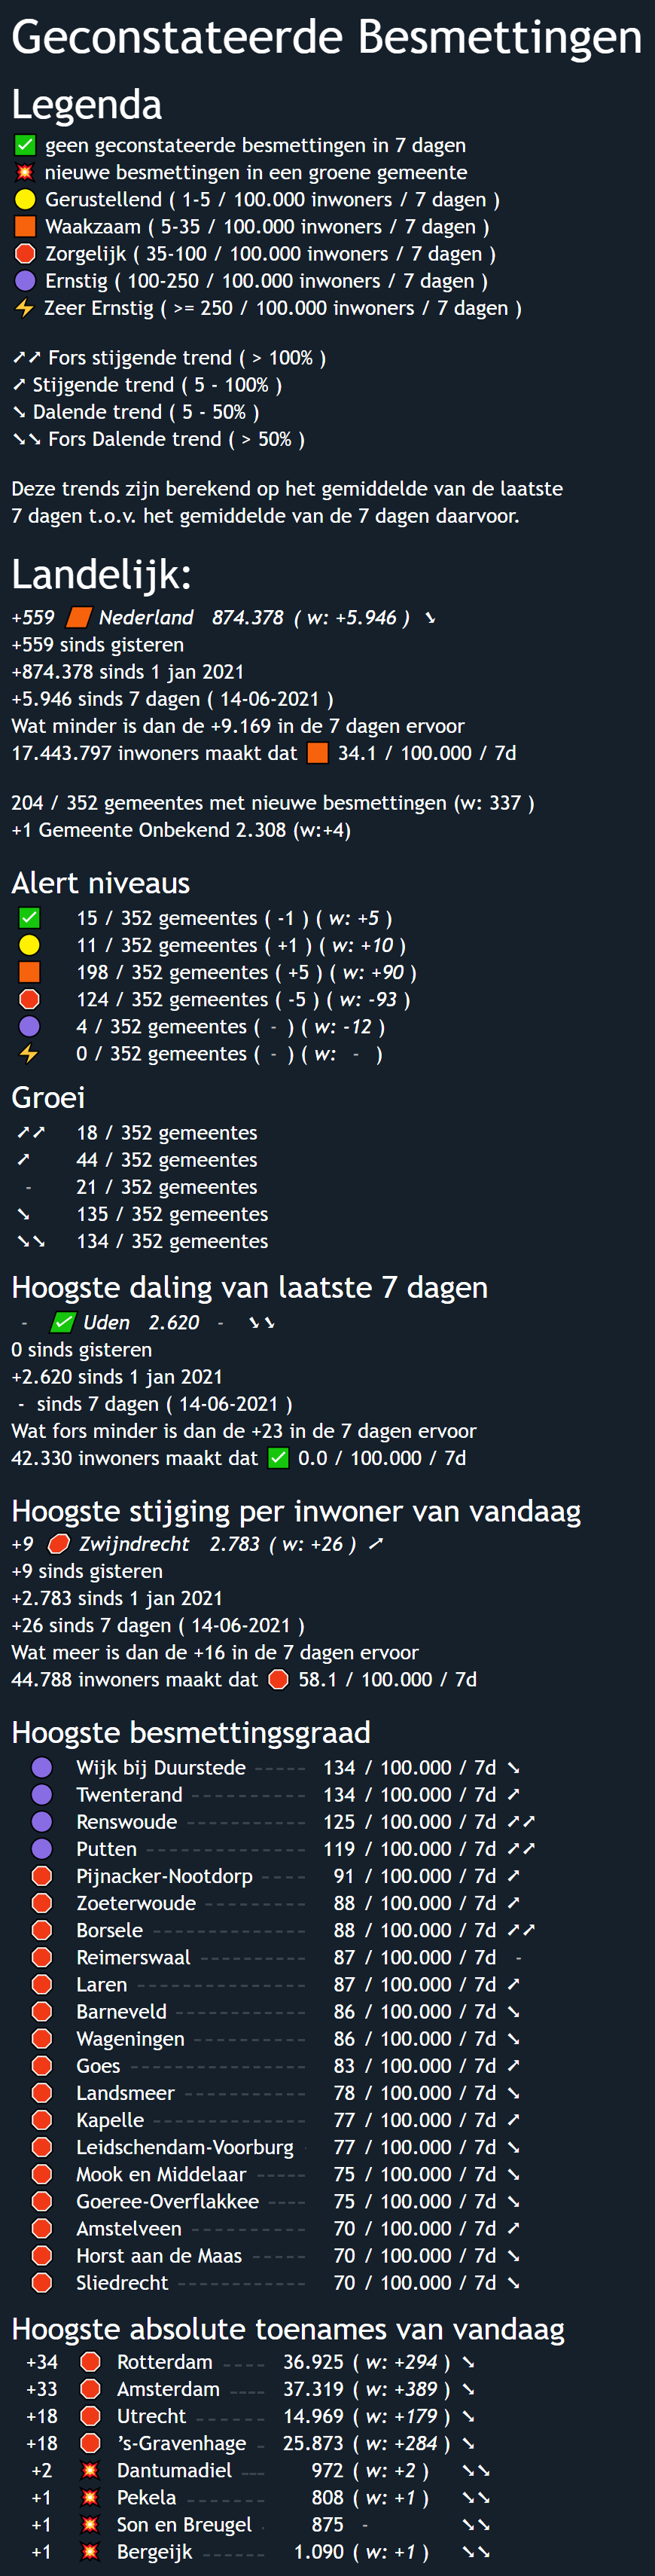 Geconstateerde Besmettingen
Legenda
✅ geen geconstateerde besmettingen in 7 dagen
💥 nieuwe besmettingen in een groene gemeente
🟡 Gerustellend ( 1-5 / 100.000 inwoners / 7 dagen )
🟧 Waakzaam ( 5-35 / 100.000 inwoners / 7 dagen )
🛑 Zorgelijk ( 35-100 / 100.000 inwoners / 7 dagen )
🟣 Ernstig ( 100-250 / 100.000 inwoners / 7 dagen )
⚡ Zeer Ernstig ( >= 250 / 100.000 inwoners / 7 dagen )
➚➚ Fors stijgende trend ( > 100% )
➚ Stijgende trend ( 5 - 100% )
➘ Dalende trend ( 5 - 50% )
➘➘ Fors Dalende trend ( > 50% )
Deze trends zijn berekend op het gemiddelde van de laatste
7 dagen t.o.v. het gemiddelde van de 7 dagen daarvoor.
Landelijk:
+559 🟧 Nederland 874.378 ( w: +5.946 ) ➘
+559 sinds gisteren
+874.378 sinds 1 jan 2021
+5.946 sinds 7 dagen ( 14-06-2021 )
Wat minder is dan de +9.169 in de 7 dagen ervoor
17.443.797 inwoners maakt dat 🟧 34.1 / 100.000 / 7d
204 / 352 gemeentes met nieuwe besmettingen (w: 337 )
+1 Gemeente Onbekend 2.308 (w:+4)
Alert niveaus
✅ 15 / 352 gemeentes ( -1 ) ( w: +5 )
🟡 11 / 352 gemeentes ( +1 ) ( w: +10 )
🟧 198 / 352 gemeentes ( +5 ) ( w: +90 )
🛑 124 / 352 gemeentes ( -5 ) ( w: -93 )
🟣 4 / 352 gemeentes ( - ) ( w: -12 )
⚡ 0 / 352 gemeentes ( - ) ( w: - )
Groei
➚➚ 18 / 352 gemeentes
➚ 44 / 352 gemeentes
- 21 / 352 gemeentes
➘ 135 / 352 gemeentes
➘➘ 134 / 352 gemeentes
Hoogste daling van laatste 7 dagen
- ✅ Uden 2.620 - ➘➘
0 sinds gisteren
+2.620 sinds 1 jan 2021
- sinds 7 dagen ( 14-06-2021 )
Wat fors minder is dan de +23 in de 7 dagen ervoor
42.330 inwoners maakt dat ✅ 0.0 / 100.000 / 7d
Hoogste stijging per inwoner van vandaag
+9 🛑 Zwijndrecht 2.783 ( w: +26 ) ➚
+9 sinds gisteren
+2.783 sinds 1 jan 2021
+26 sinds 7 dagen ( 14-06-2021 )
Wat meer is dan de +16 in de 7 dagen ervoor
44.788 inwoners maakt dat 🛑 58.1 / 100.000 / 7d
Hoogste besmettingsgraad
🟣 Wijk bij Duurstede ----- 134 / 100.000 / 7d ➘
🟣 Twenterand ----------- 134 / 100.000 / 7d ➚
🟣 Renswoude ----------- 125 / 100.000 / 7d ➚➚
🟣 Putten --------------- 119 / 100.000 / 7d ➚➚
🛑 Pijnacker-Nootdorp ----- 91 / 100.000 / 7d ➚
🛑 Zoeterwoude --------- 88 / 100.000 / 7d ➚
🛑 Borsele -------------- 88 / 100.000 / 7d ➚➚
🛑 Reimerswaal ---------- 87 / 100.000 / 7d -
🛑 Laren ---------------- 87 / 100.000 / 7d ➚
🛑 Barneveld ------------ 86 / 100.000 / 7d ➘
🛑 Wageningen ---------- 86 / 100.000 / 7d ➘
🛑 Goes ---------------- 83 / 100.000 / 7d ➚
🛑 Landsmeer ----------- 78 / 100.000 / 7d ➘
🛑 Kapelle -------------- 77 / 100.000 / 7d ➚
🛑 Leidschendam-Voorburg - 77 / 100.000 / 7d ➘
🛑 Mook en Middelaar ----- 75 / 100.000 / 7d ➘
🛑 Goeree-Overflakkee ---- 75 / 100.000 / 7d ➘
🛑 Amstelveen ---------- 70 / 100.000 / 7d ➚
🛑 Horst aan de Maas ----- 70 / 100.000 / 7d ➘
🛑 Sliedrecht ------------ 70 / 100.000 / 7d ➘
Hoogste absolute toenames van vandaag
+34 🛑 Rotterdam ---- 36.925 ( w: +294 ) ➘
+33 🛑 Amsterdam ---- 37.319 ( w: +389 ) ➘
+18 🛑 Utrecht ------ 14.969 ( w: +179 ) ➘
+18 🛑 's-Gravenhage - 25.873 ( w: +284 ) ➘
+2 💥 Dantumadiel --- 972 ( w: +2 ) ➘➘
+1 💥 Pekela ------- 808 ( w: +1 ) ➘➘
+1 💥 Son en Breugel - 875 - ➘➘
+1 💥 Bergeijk ------ 1.090 ( w: +1 ) ➘➘